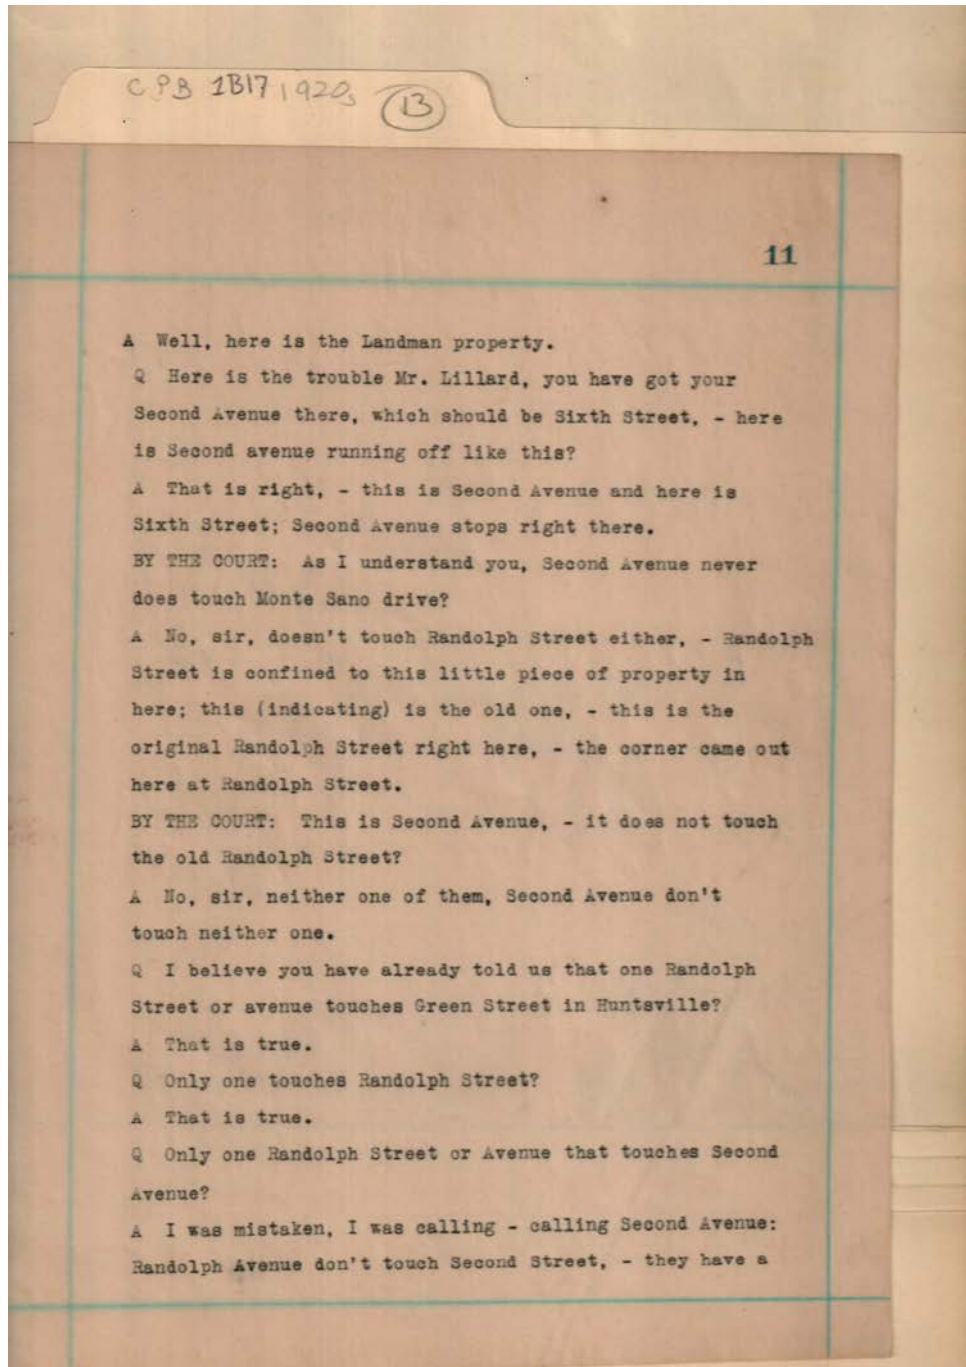 CPB 1B17 1920s 13
11
A Well, here is the Landman property.
Q Here is the trouble Mr. Lillard, you have got your
Second Avenue there, which should be Sixth Street, - here
is Second avenue running off like this?
A That is right, - this is Second Avenue and here is
Sixth Street; Second Avenue stops right there.
BY THE COURT: As I understand you, Second Avenue never
does touch Monte Sano drive?
A No, sir, doesn't touch Randolph Street either, - Randolph
Street is confined to this little piece of property in
here; this (indicating) is the old one, - this is the
original Randolph Street right here, - the corner came out
here at Randolph Street.
BY THE COURT: This is Second Avenue, - it does not touch
the old Randolph Street?
A No, sir, neither one of them, Second Avenue don't
touch neither one.
Q I believe you have already told us that one Randolph
Street or avenue touches Green Street in Huntsville?
A That is true.
Q Only one touches Randolph Street?
A That is true.
Q Only one Randolph Street or Avenue that touches Second
Avenue?
A I was mistaken, I was calling - calling Second Avenue:
Randolph Avenue don't touch Second Street, - they have a